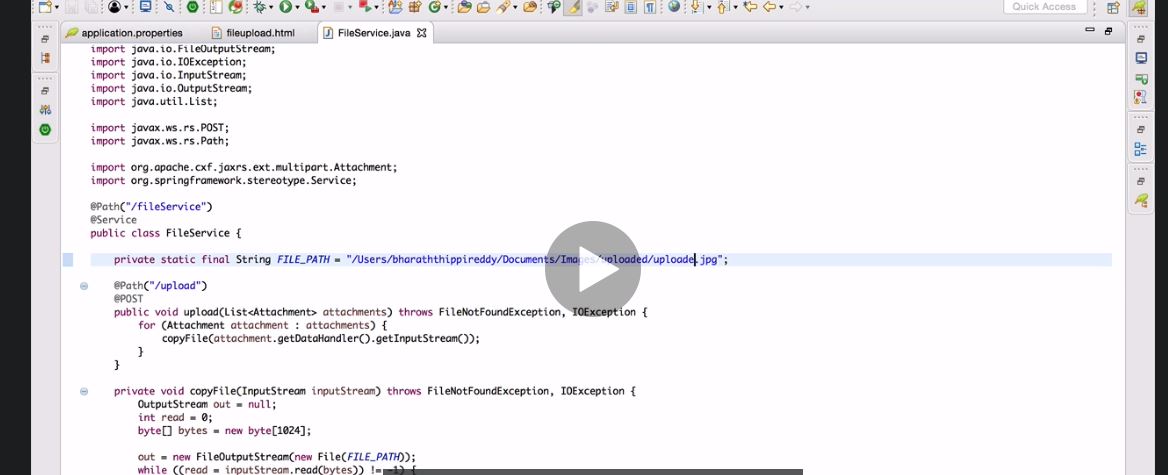 Quick Access
application.properties
fileupload.html
FileService.java
import java.io.FileOutputStream;
import java.io.IOException;
import java.io.InputStream;
import java.io.OutputStream;
import java.util.List;
import javax.ws.rs.POST;
import javax.ws.rs.Path;
import org.apache.cxf.jaxrs.ext.multipart.Attachment;
import org.springframework.stereotype.Service;
@Path("/fileService")
@Service
public class FileService {
private static final String FILE_PATH = "/Users/bharaththippireddy/Documents/Images/uploaded/uploade.jpg";
@Path("/upload")
@POST
public void upload(List<Attachment> attachments) throws FileNotFoundException, IOException {
for (Attachment attachment : attachments) {
copyFile(attachment.getDataHandler().getInputStream());
}
}
private void copyFile(InputStream inputStream) throws FileNotFoundException, IOException {
OutputStream out = null;
int read = 0;
byte[] bytes = new byte[1024];
out = new FileOutputStream(new File(FILE_PATH));
while ((read = inputStream.read(bytes)) != -1) {